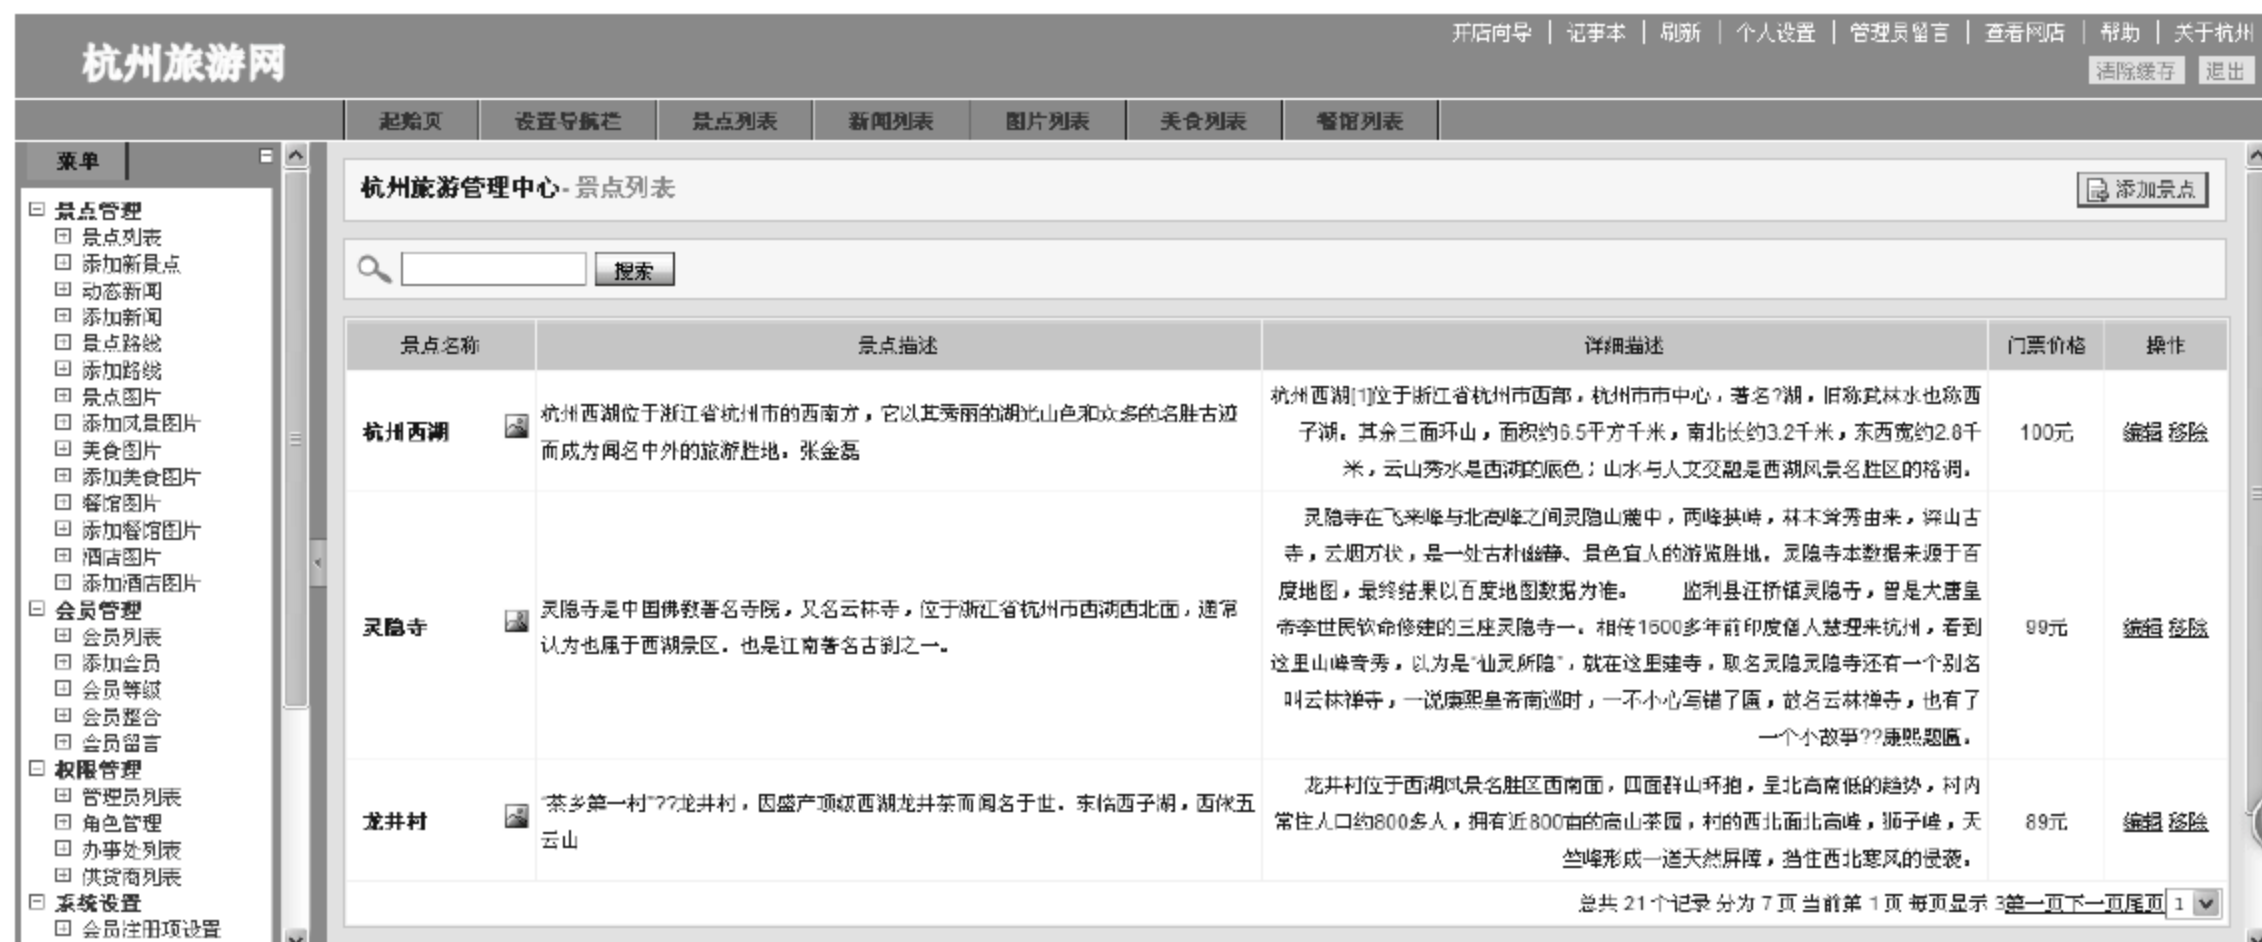 开店向导 | 记事本 | 刷新 | 个人设置 | 管理员留言 | 查看网店 | 帮助 | 关于杭州
杭州旅游网
清除缓存 退出
起始页 设置导航栏 景点列表 新闻列表 图片列表 美食列表 餐馆列表
菜单
景点管理
景点列表
添加新景点
动态新闻
添加新闻
景点路线
添加路线
景点图片
添加风景图片
美食图片
添加美食图片
餐馆图片
添加餐馆图片
酒店图片
添加酒店图片
会员管理
会员列表
添加会员
会员等级
会员整合
会员留言
权限管理
管理员列表
角色管理
办事处列表
供货商列表
系统设置
会员注册项设置
杭州旅游管理中心- 景点列表
添加景点
搜索
景点名称 景点描述 详细描述 门票价格 操作
杭州西湖
杭州西湖位于浙江省杭州市的西南方，它以其秀丽的湖光山色和众多的名胜古迹
而成为闻名中外的旅游胜地。张金磊
杭州西湖[1]位于浙江省杭州市西部，杭州市市中心，著名?湖，旧称武林水也称西
子湖。其余三面环山，面积约6.5平方千米，南北长约3.2千米，东西宽约2.8千
米，云山秀水是西湖的底色；山水与人文交融是西湖风景名胜区的格调。
100元
编辑 移除
灵隐寺
灵隐寺是中国佛教著名寺院，又名云林寺，位于浙江省杭州市西湖西北面，通常
认为也属于西湖景区。也是江南著名古刹之一。
灵隐寺在飞来峰与北高峰之间灵隐山麓中，两峰挟峙，林木耸秀由来，深山古
寺，云烟万状，是一处古朴幽静、景色宜人的游览胜地。灵隐寺本数据来源于百
度地图，最终结果以百度地图数据为准。 监利县汪桥镇灵隐寺，曾是大唐皇
帝李世民钦命修建的三座灵隐寺一。相传1600多年前印度僧人慧理来杭州，看到
这里山峰奇秀，以为是"仙灵所隐"，就在这里建寺，取名灵隐灵隐寺还有一个别名
叫云林禅寺，一说康熙皇帝南巡时，一不小心写错了匾，故名云林禅寺，也有了
一个小故事??康熙题匾。
99元
编辑 移除
龙井村
"茶乡第一村"??龙井村，因盛产顶级西湖龙井茶而闻名于世。东临西子湖，西依五
云山
龙井村位于西湖风景名胜区西南面，四面群山环抱，呈北高南低的趋势，村内
常住人口约800多人，拥有近800亩的高山茶园，村的西北面北高峰，狮子峰，天
竺峰形成一道天然屏障，挡住西北寒风的侵袭。
89元
编辑 移除
总共 21 个记录 分为 7 页 当前第 1 页 每页显示 3第一页下一页尾页 1